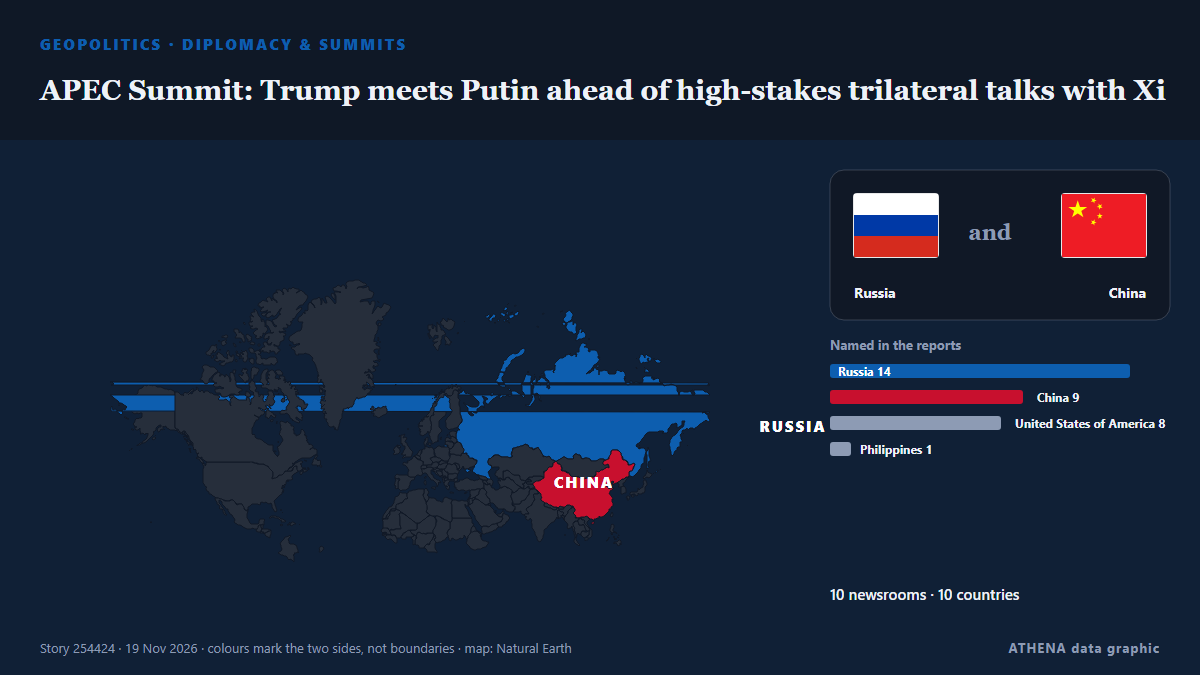 GEOPOLITICS · DIPLOMACY & SUMMITS
APEC Summit: Trump meets Putin ahead of high-stakes trilateral talks with Xi
and
Russia
China
Named in the reports
Russia 14
China 9
RUSSIA
United States of America 8
Philippines 1
CHINA
10 newsrooms · 10 countries
Story 254424 · 19 Nov 2026 · colours mark the two sides, not boundaries · map: Natural Earth
ATHENA data graphic